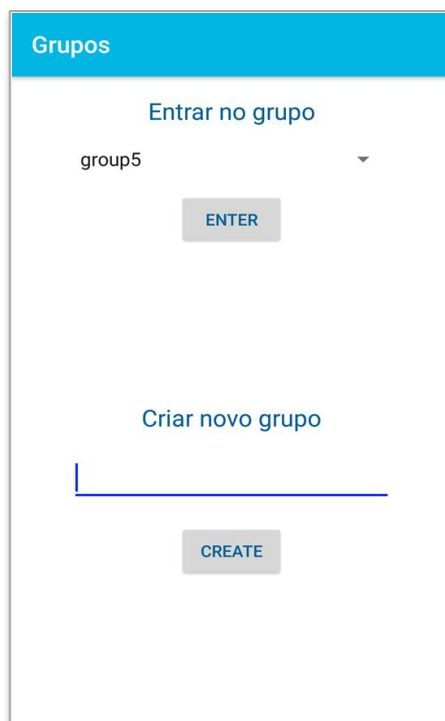 Grupos
Entrar no grupo
group5
ENTER
Criar novo grupo
CREATE